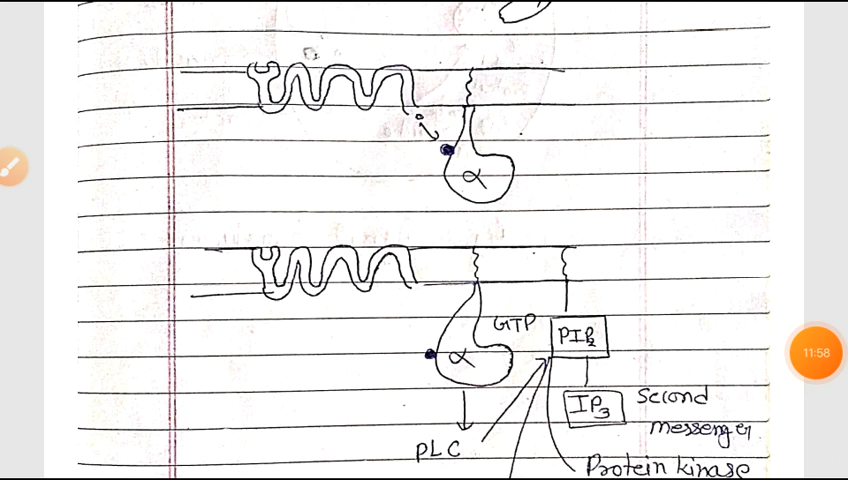 α
GTP
PIP2
α
IP3
Second
messenger
PLC
Protein kinase
11:58